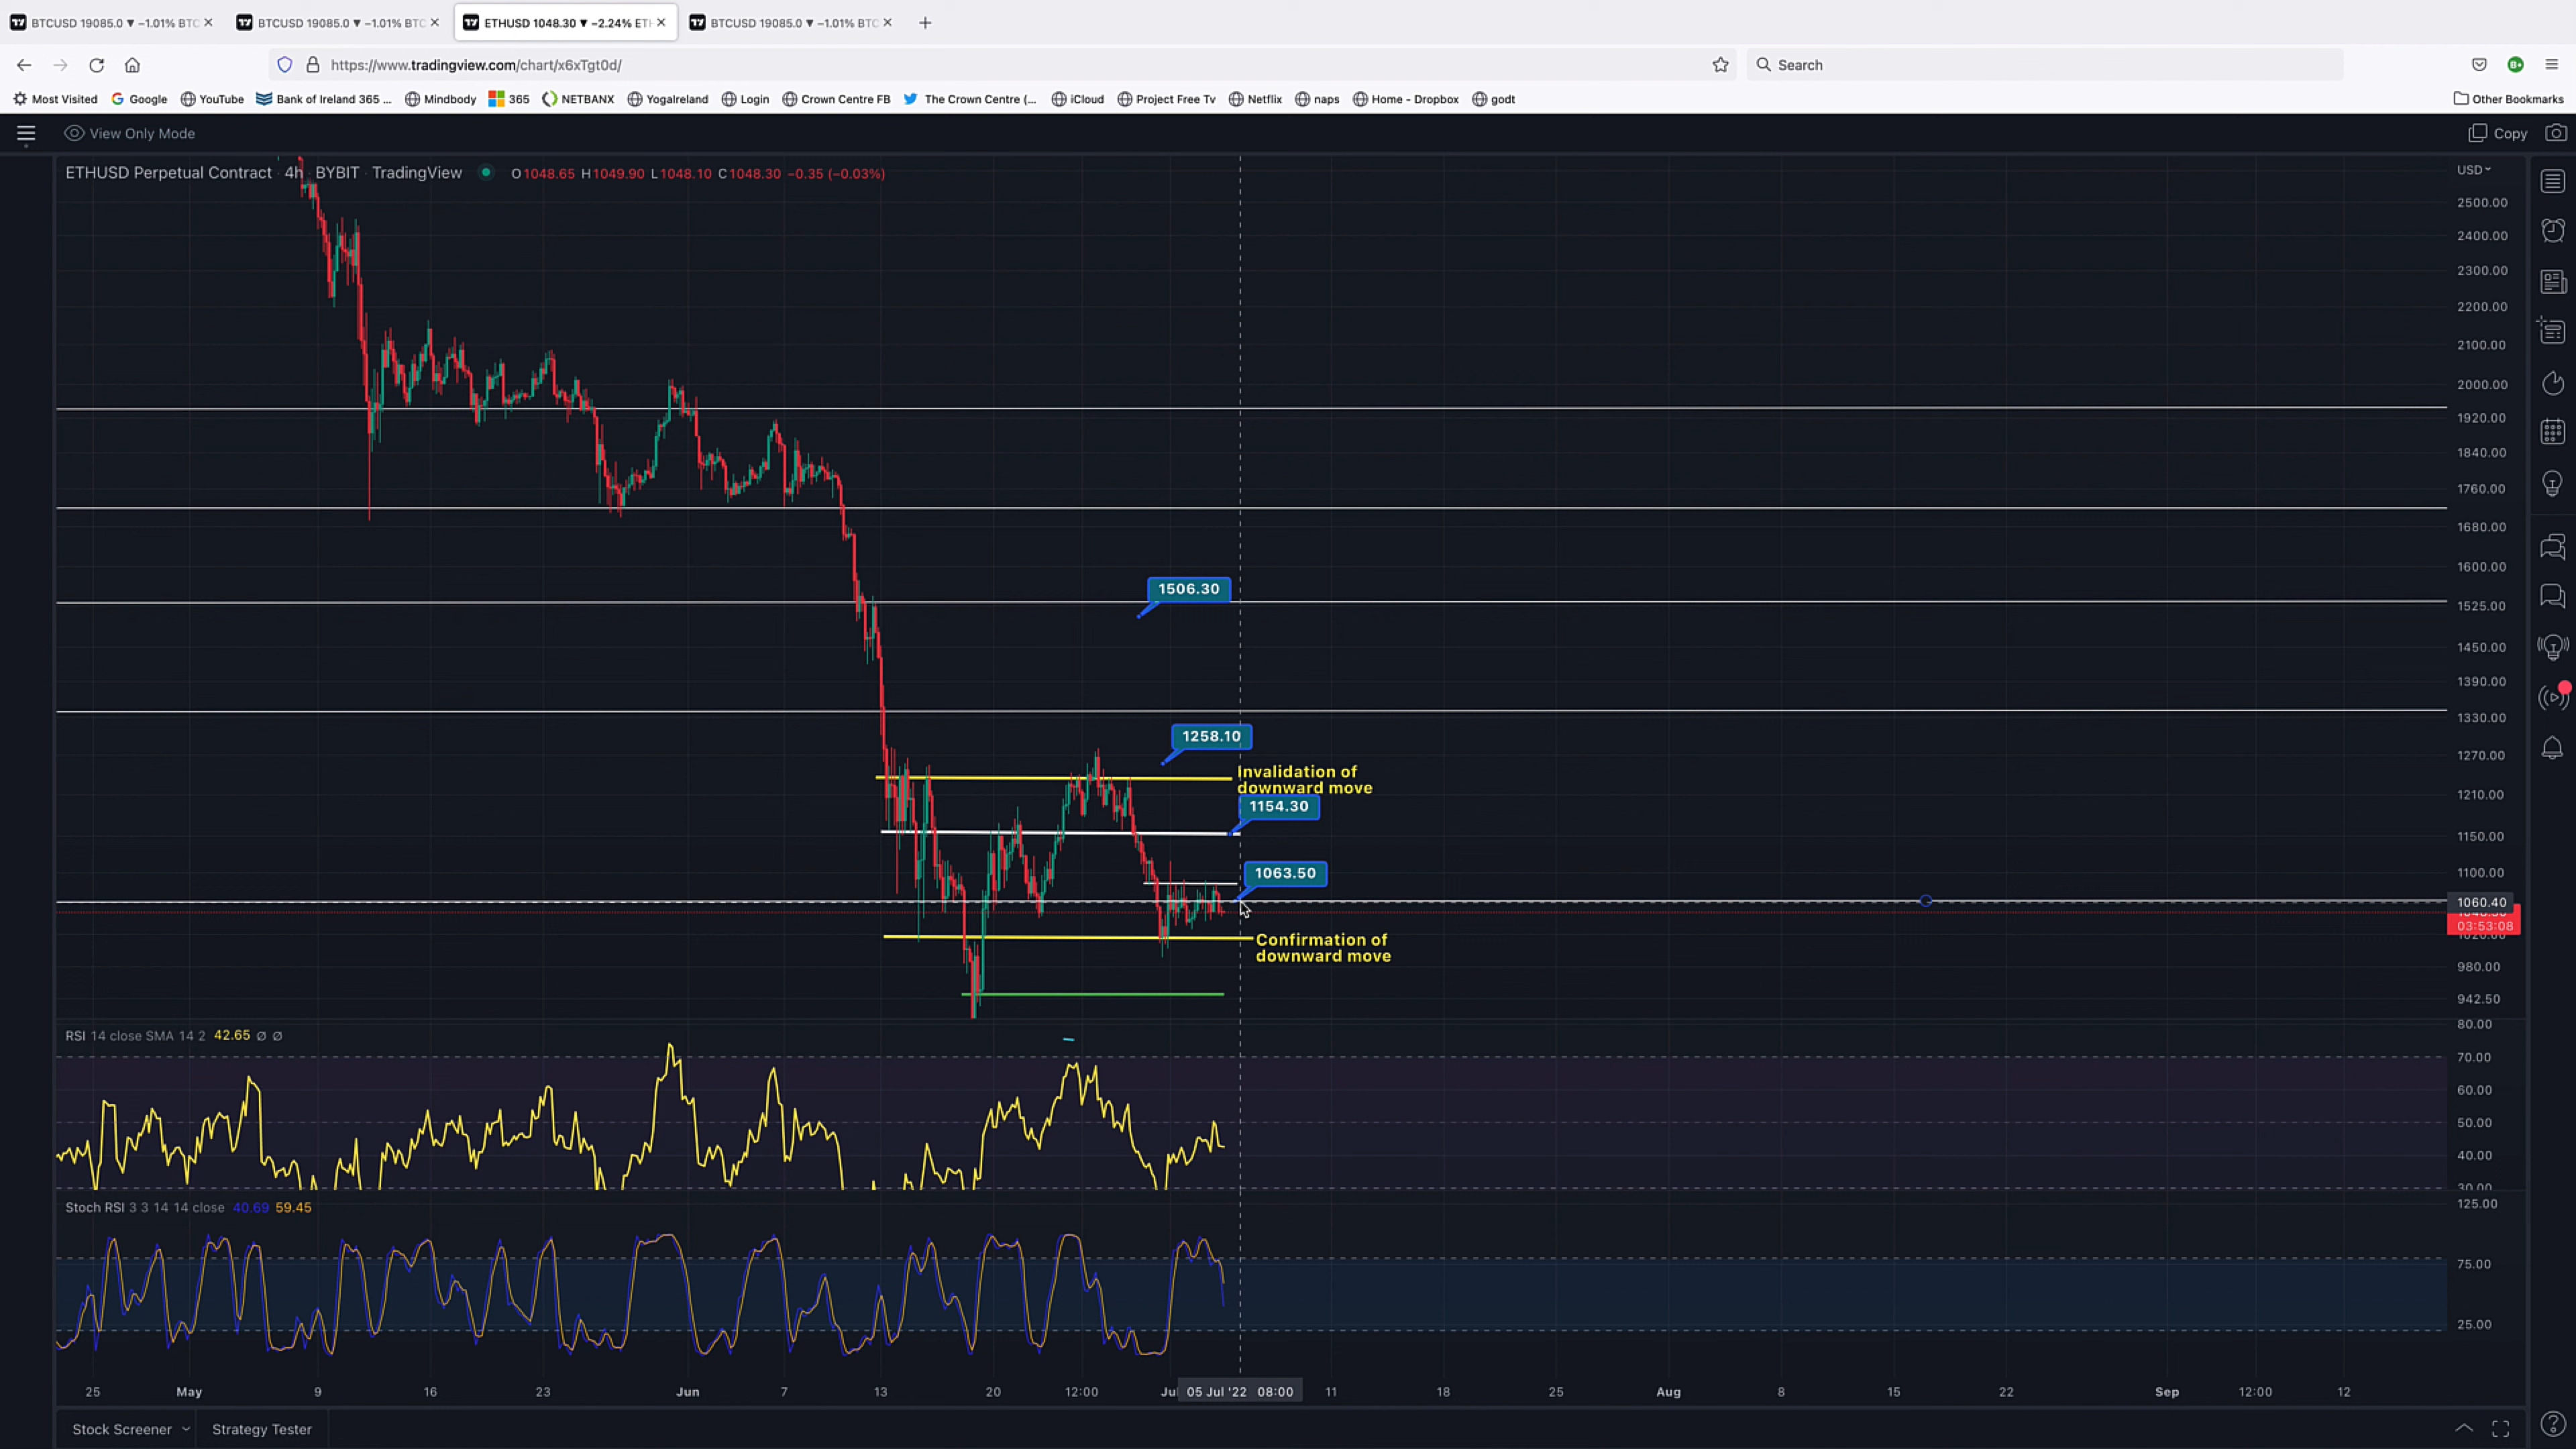 BTCUSD 19085.0 ▼ −1.01% BTC
BTCUSD 19085.0 ▼ −1.01% BTC
ETHUSD 1048.30 ▼ −2.24% ETH
BTCUSD 19085.0 ▼ −1.01% BTC
https://www.tradingview.com/chart/x6xTgt0d/
Search
Most Visited
Google
YouTube
Bank of Ireland 365 ...
Mindbody
365
NETBANX
YogaIreland
Login
Crown Centre FB
The Crown Centre (...
iCloud
Project Free Tv
Netflix
naps
Home - Dropbox
godt
Other Bookmarks
View Only Mode
Copy
ETHUSD Perpetual Contract · 4h · BYBIT · TradingView
O1048.65 H1049.90 L1048.10 C1048.30 −0.35 (−0.03%)
USD
2500.00
2400.00
2300.00
2200.00
2100.00
2000.00
1920.00
1840.00
1760.00
1680.00
1600.00
1506.30
1525.00
1450.00
1390.00
1330.00
1258.10
1270.00
Invalidation of
downward move
1210.00
1154.30
1150.00
1063.50
1100.00
1060.40
03:53:08
1020.00
Confirmation of
downward move
980.00
942.50
RSI 14 close SMA 14 2 42.65 ∅ ∅
80.00
70.00
60.00
50.00
40.00
30.00
Stoch RSI 3 3 14 14 close 40.69 59.45
125.00
75.00
25.00
25 May 9 16 23 Jun 7 13 20 12:00 Jul 05 Jul '22 08:00 11 18 25 Aug 8 15 22 Sep 12:00 12
Stock Screener
Strategy Tester